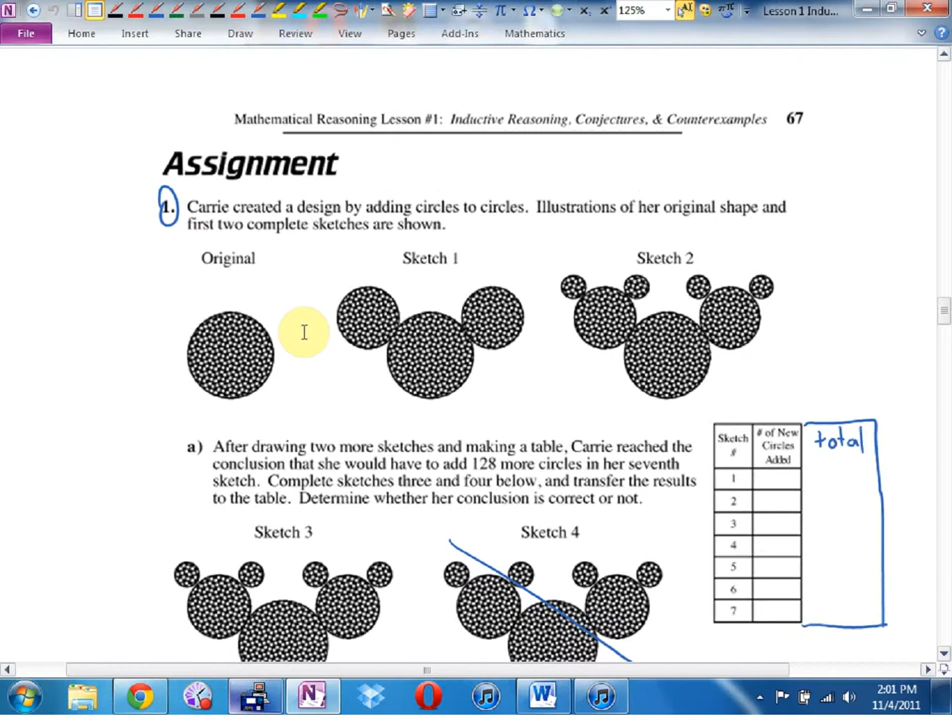 125%
Lesson 1 Indu...
File Home Insert Share Draw Review View Pages Add-Ins Mathematics
Mathematical Reasoning Lesson #1: Inductive Reasoning, Conjectures, & Counterexamples 67
Assignment
1. Carrie created a design by adding circles to circles. Illustrations of her original shape and
first two complete sketches are shown.
Original Sketch 1 Sketch 2
a) After drawing two more sketches and making a table, Carrie reached the
conclusion that she would have to add 128 more circles in her seventh
sketch. Complete sketches three and four below, and transfer the results
to the table. Determine whether her conclusion is correct or not.
Sketch 3 Sketch 4
Sketch # # of New Circles Added total
1
2
3
4
5
6
7
2:01 PM
11/4/2011